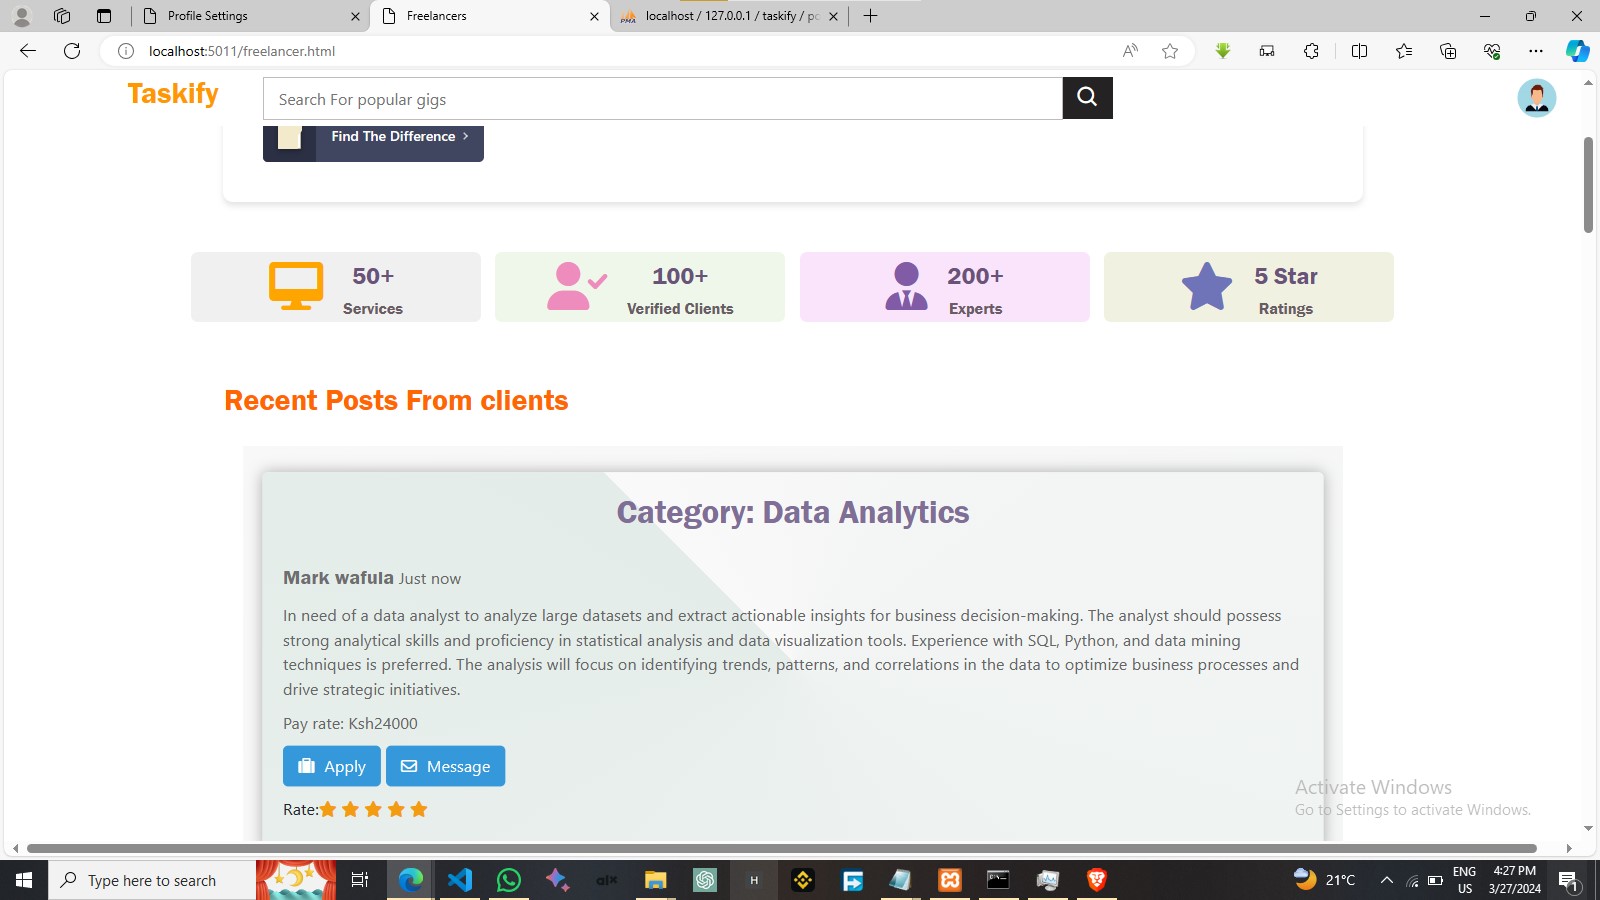 Profile Settings
Freelancers
localhost / 127.0.0.1 / taskify / po
localhost:5011/freelancer.html
Taskify
Search For popular gigs
Find The Difference
50+
Services
100+
Verified Clients
200+
Experts
5 Star
Ratings
Recent Posts From clients
Category: Data Analytics
Mark wafula Just now
In need of a data analyst to analyze large datasets and extract actionable insights for business decision-making. The analyst should possess
strong analytical skills and proficiency in statistical analysis and data visualization tools. Experience with SQL, Python, and data mining
techniques is preferred. The analysis will focus on identifying trends, patterns, and correlations in the data to optimize business processes and
drive strategic initiatives.
Pay rate: Ksh24000
Apply
Message
Rate:
Activate Windows
Go to Settings to activate Windows.
Type here to search
alx
H
21°C
ENG
US
4:27 PM
3/27/2024
1